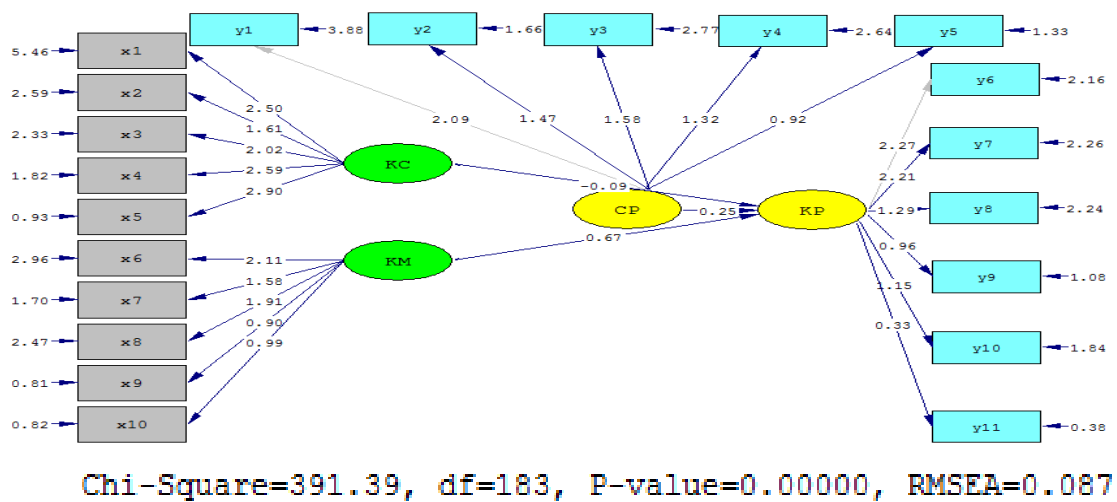 y1 3.88 y2 1.66 y3 2.77 y4 2.64 y5 1.33
5.46 x1
2.59 x2
2.33 x3
1.82 x4
0.93 x5
2.96 x6
1.70 x7
2.47 x8
0.81 x9
0.82 x10
2.50
1.61
2.02
2.59
2.90
KC
2.11
1.58
1.91
0.90
0.99
KM
2.09 1.47 1.58 1.32 0.92
-0.09
CP 0.25 KP
0.67
2.27
2.21
1.29
0.96
1.15
0.33
y6 2.16
y7 2.26
y8 2.24
y9 1.08
y10 1.84
y11 0.38
Chi-Square=391.39, df=183, P-value=0.00000, RMSEA=0.087